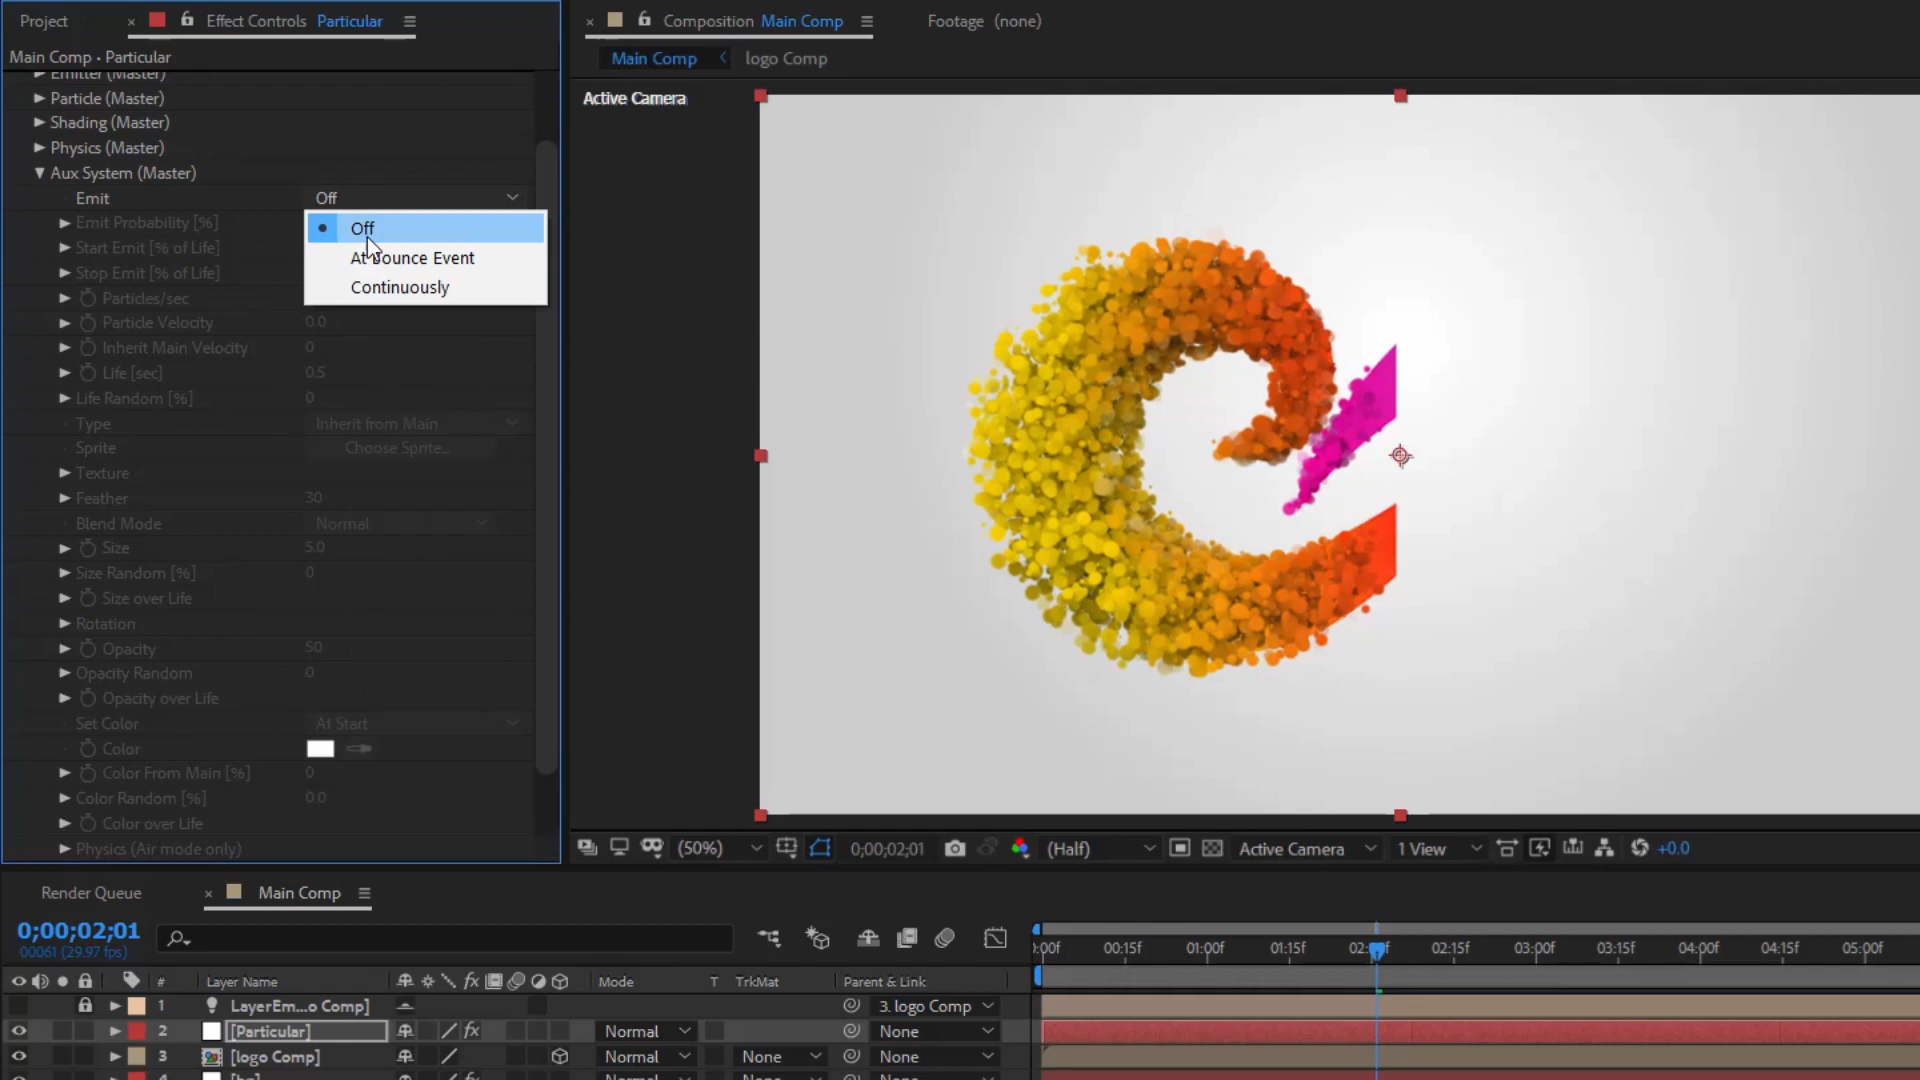 Project
× Effect Controls Particular
Main Comp • Particular
Emitter (Master)
Particle (Master)
Shading (Master)
Physics (Master)
Aux System (Master)
Emit Off
Off
At Bounce Event
Continuously
Emit Probability [%]
Start Emit [% of Life]
Stop Emit [% of Life]
Particles/sec
Particle Velocity 0.0
Inherit Main Velocity 0
Life [sec] 0.5
Life Random [%] 0
Type Inherit from Main
Sprite Choose Sprite...
Texture
Feather 30
Blend Mode Normal
Size 5.0
Size Random [%] 0
Size over Life
Rotation
Opacity 50
Opacity Random 0
Opacity over Life
Set Color At Start
Color
Color From Main [%] 0
Color Random [%] 0.0
Color over Life
Physics (Air mode only)
× Composition Main Comp Footage (none)
Main Comp < logo Comp
Active Camera
(50%) 0;00;02;01 (Half) Active Camera 1 View +0.0
Render Queue × Main Comp
0;00;02;01
00061 (29.97 fps)
:00f 00:15f 01:00f 01:15f 02: 02:15f 03:00f 03:15f 04:00f 04:15f 05:00f
# Layer Name fx Mode T TrkMat Parent & Link
1 LayerEm...o Comp] 3. logo Comp
2 [Particular] fx Normal None
3 [logo Comp] Normal None None